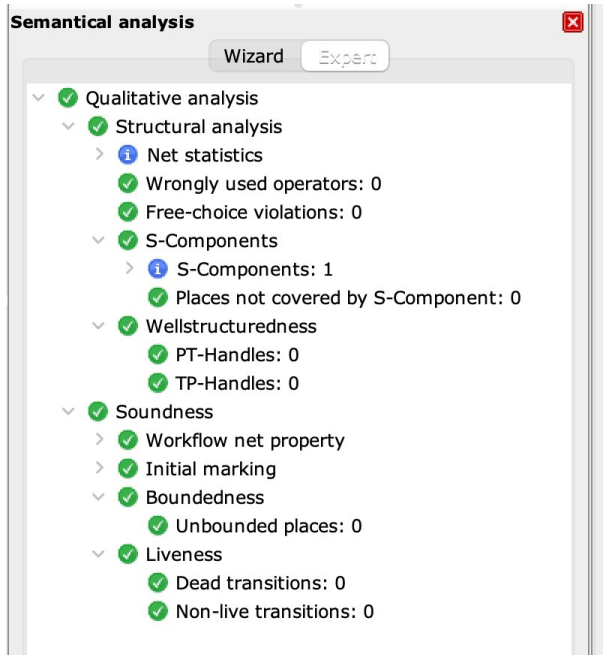 Semantical analysis
Wizard Expert
Qualitative analysis
Structural analysis
Net statistics
Wrongly used operators: 0
Free-choice violations: 0
S-Components
S-Components: 1
Places not covered by S-Component: 0
Wellstructuredness
PT-Handles: 0
TP-Handles: 0
Soundness
Workflow net property
Initial marking
Boundedness
Unbounded places: 0
Liveness
Dead transitions: 0
Non-live transitions: 0